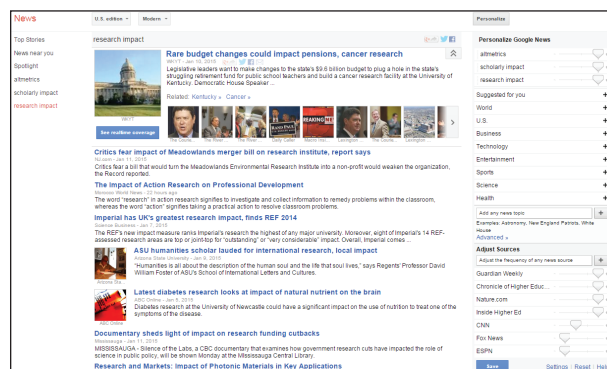 News
U.S. edition
Modern
Personalize
Top Stories
News near you
Spotlight
altmetrics
scholarly impact
research impact
research impact
Rare budget changes could impact pensions, cancer research
WKYT - Jan 10, 2015
Legislative leaders want to make changes to the state's $9.6 billion budget to plug a hole in the state's
struggling retirement fund for public school teachers and build a cancer research facility at the University of
Kentucky. Democratic House Speaker ...
Related: Kentucky » Cancer »
WKYT
See realtime coverage
Critics fear impact of Meadowlands merger bill on research institute, report says
NJ.com - Jan 11, 2015
Critics fear a bill that would turn the Meadowlands Environmental Research Institute into a non-profit would weaken the organization,
the Record reported.
The Impact of Action Research on Professional Development
Monroe World News - 22 hours ago
The word "research" in action research signifies to investigate and collect information to remedy problems within the classroom,
whereas the word "action" signifies taking a practical action to resolve classroom problems.
Imperial has UK's greatest research impact, finds REF 2014
Science Business - Jan 7, 2015
The REF's new impact measure ranks Imperial's research the highest of any major university. Moreover, eight of Imperial's 14 REF-
assessed research areas are top or joint-top for "outstanding" or "very considerable" impact. Overall, Imperial comes ...
ASU humanities scholar lauded for international research, local impact
Arizona State University - Jan 8, 2015
"Humanities is all about the description of the human soul and the life that soul lives," says Regents' Professor David
William Foster of ASU's School of International Letters and Cultures.
Latest diabetes research looks at impact of natural nutrient on the brain
ABC Online - Jan 5, 2015
Diabetes research at the University of Newcastle could have a significant impact on the use of nutrition to treat one of the
symptoms of the disease.
ABC Online
Documentary sheds light of impact on research funding cutbacks
Mississauga - Jan 11, 2015
MISSISSAUGA - Silence of the Labs, a CBC documentary that examines how government research cuts have impacted the role of
science in public policy, will be shown Monday at the Mississauga Central Library.
Research and Markets: Impact of Photonic Materials in Key Applications
Personalize Google News
altmetrics
scholarly impact
research impact
Suggested for you
World
U.S.
Business
Technology
Entertainment
Sports
Science
Health
Add any news topic
Examples: Astronomy, New England Patriots, White
House
Advanced »
Adjust Sources
Adjust the frequency of any news source
Guardian Weekly
Chronicle of Higher Educ...
Nature.com
Inside Higher Ed
CNN
Fox News
ESPN
Save
Settings | Reset | Help